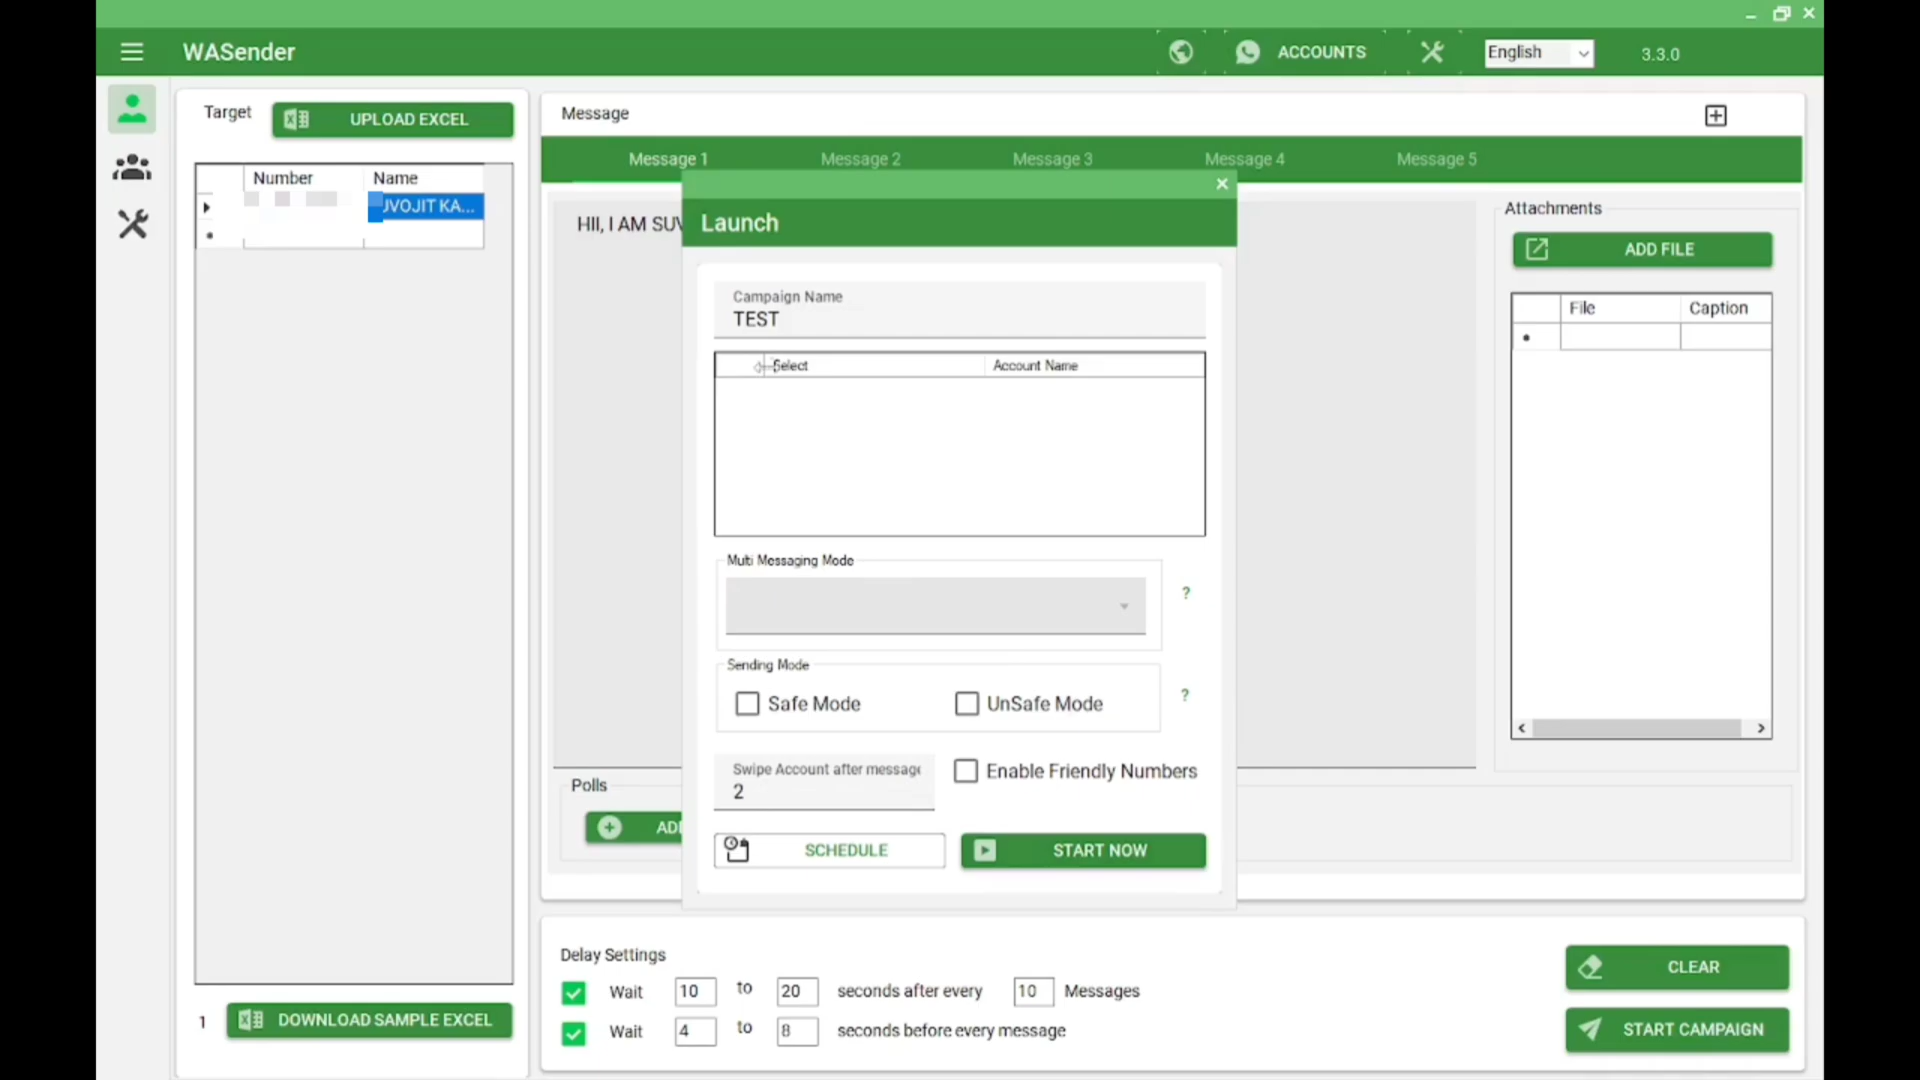 WASender
ACCOUNTS
English
3.3.0
Target
UPLOAD EXCEL
Number
Name
UVOJIT KA...
1
DOWNLOAD SAMPLE EXCEL
Message
Message 1
Message 2
Message 3
Message 4
Message 5
HII, I AM SUV
Launch
Campaign Name
TEST
Select
Account Name
Multi Messaging Mode
?
Sending Mode
Safe Mode
UnSafe Mode
?
Swipe Account after message
2
Enable Friendly Numbers
SCHEDULE
START NOW
Attachments
ADD FILE
File
Caption
Polls
ADD
Delay Settings
Wait 10 to 20 seconds after every 10 Messages
Wait 4 to 8 seconds before every message
CLEAR
START CAMPAIGN